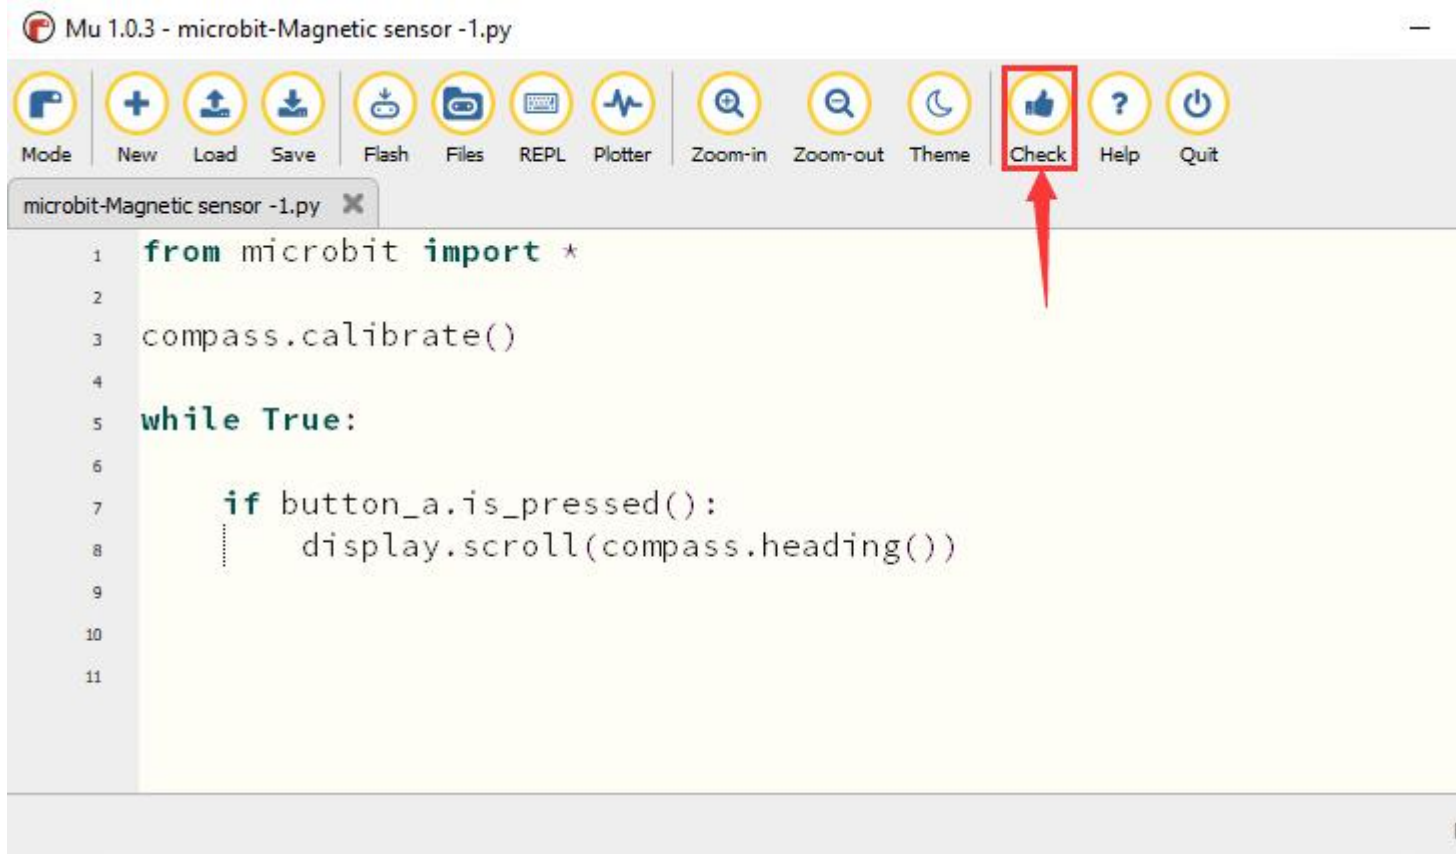 Mu 1.0.3 - microbit-Magnetic sensor -1.py
Mode New Load Save Flash Files REPL Plotter Zoom-in Zoom-out Theme Check Help Quit
microbit-Magnetic sensor -1.py
1 from microbit import *
2
3 compass.calibrate()
4
5 while True:
6
7 if button_a.is_pressed():
8 display.scroll(compass.heading())
9
10
11